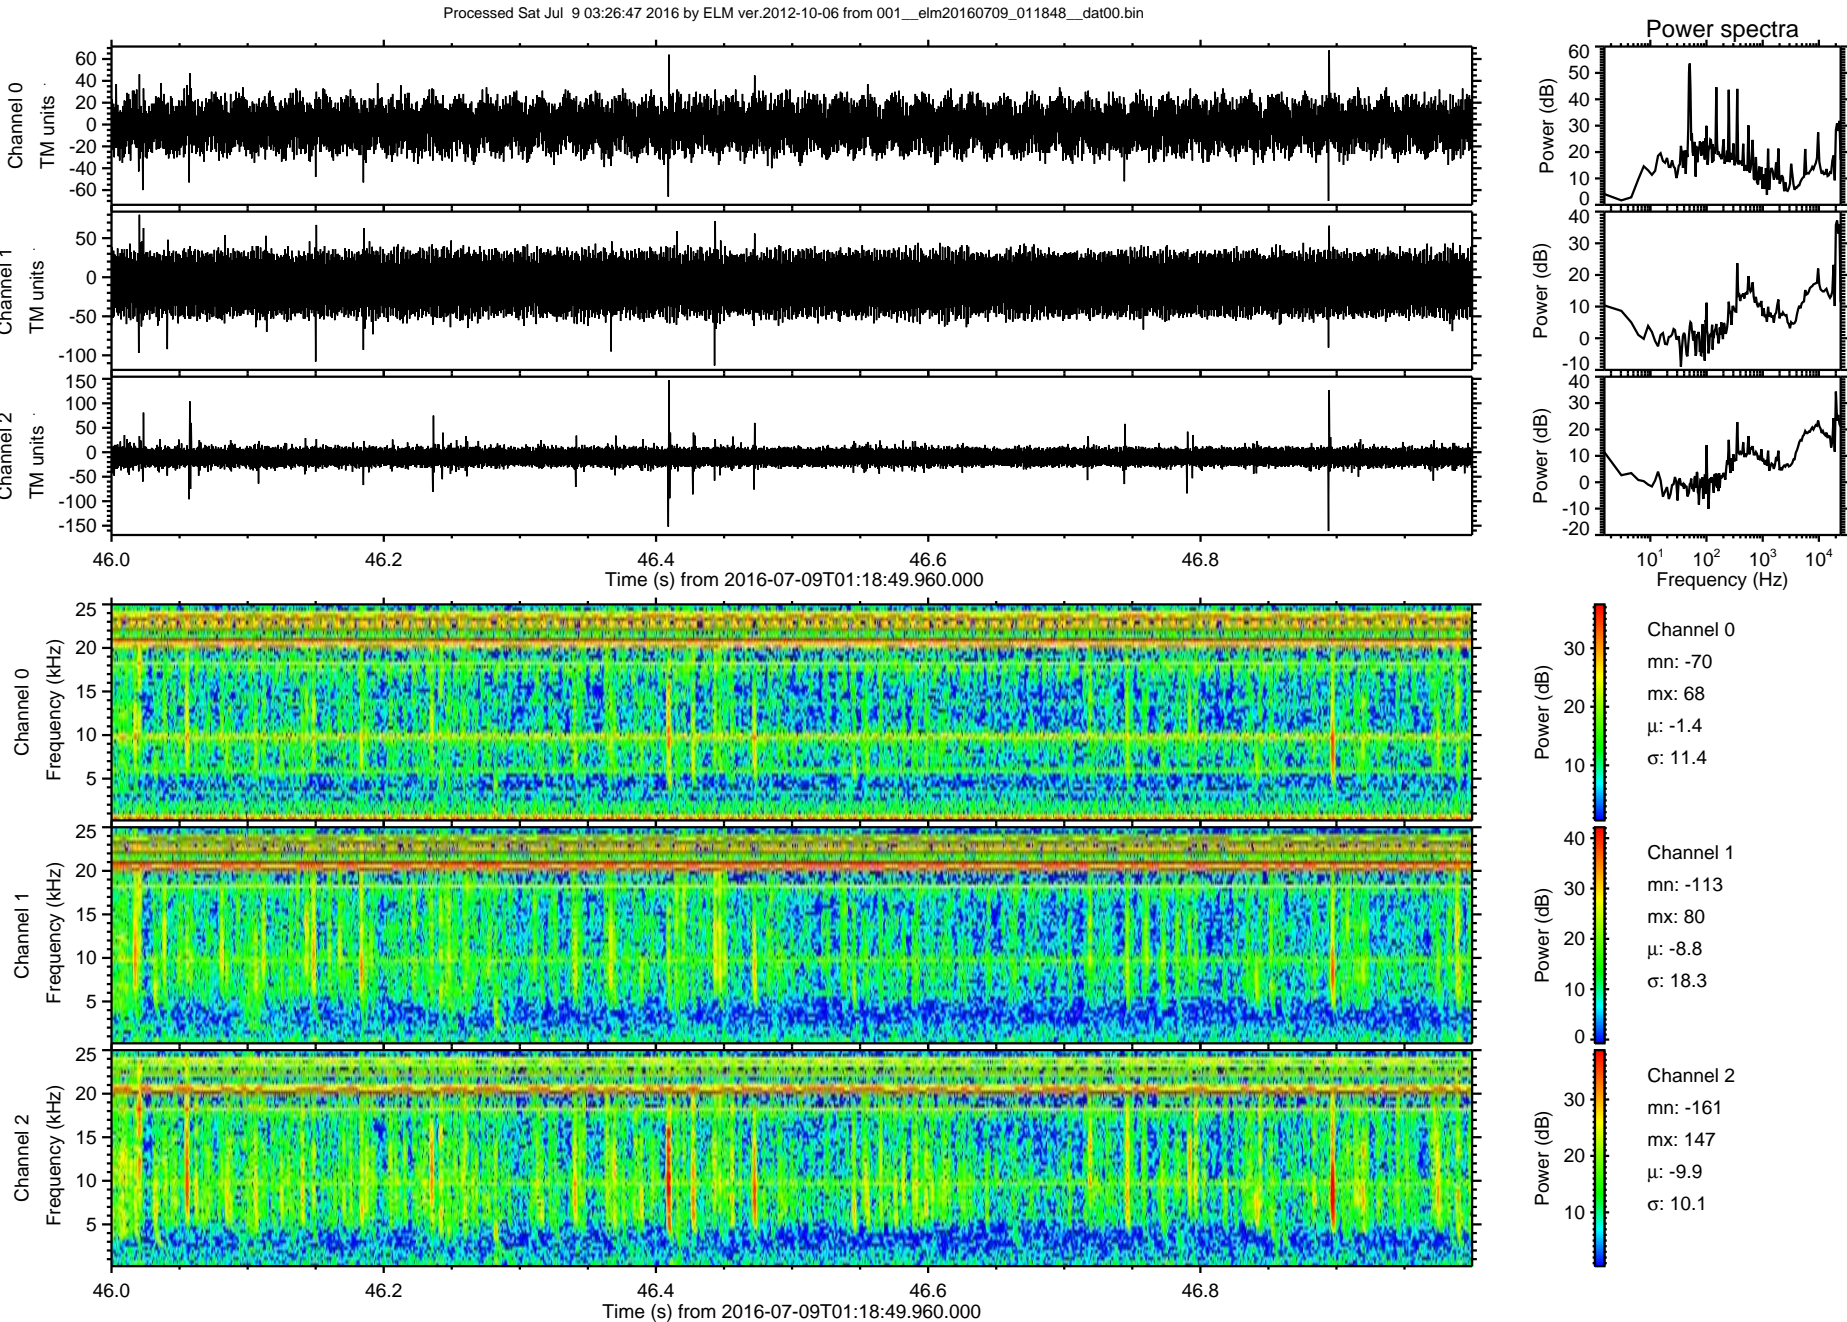 Processed Sat Jul 9 03:26:47 2016 by ELM ver.2012-10-06 from 001__elm20160709_011848__dat00.bin
Power spectra
Channel 0
TM units
60
40
20
0
-20
-40
-60
Power (dB)
60
50
40
30
20
10
0
Channel 1
TM units
50
0
-50
-100
Power (dB)
40
30
20
10
0
-10
Channel 2
TM units
150
100
50
0
-50
-100
-150
Power (dB)
40
30
20
10
0
-10
-20
46.0 46.2 46.4 46.6 46.8
Time (s) from 2016-07-09T01:18:49.960.000
10¹ 10² 10³ 10⁴
Frequency (Hz)
Channel 0
Frequency (kHz)
25
20
15
10
5
Power (dB)
30
20
10
Channel 0
mn: -70
mx: 68
μ: -1.4
σ: 11.4
Channel 1
Frequency (kHz)
25
20
15
10
5
Power (dB)
40
30
20
10
0
Channel 1
mn: -113
mx: 80
μ: -8.8
σ: 18.3
Channel 2
Frequency (kHz)
25
20
15
10
5
Power (dB)
30
20
10
Channel 2
mn: -161
mx: 147
μ: -9.9
σ: 10.1
46.0 46.2 46.4 46.6 46.8
Time (s) from 2016-07-09T01:18:49.960.000